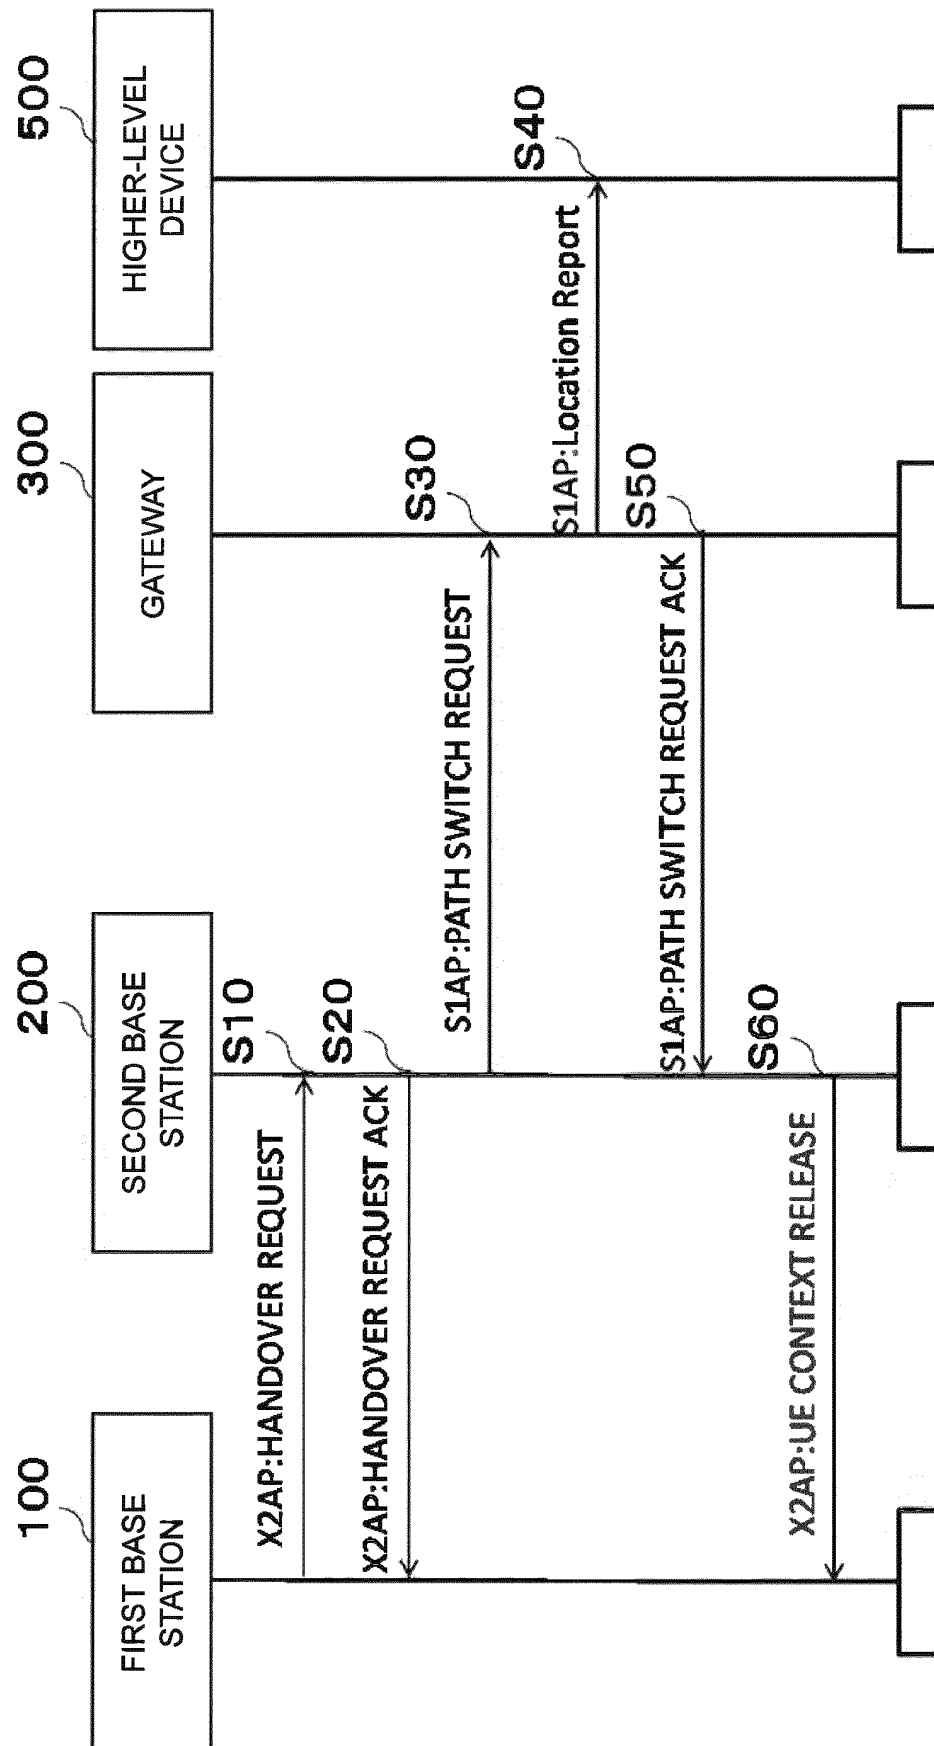 100
200
300
500
FIRST BASE
STATION
SECOND BASE
STATION
GATEWAY
HIGHER-LEVEL
DEVICE
S10
X2AP:HANDOVER REQUEST
S20
X2AP:HANDOVER REQUEST ACK
S30
S1AP:PATH SWITCH REQUEST
S40
S1AP:Location Report
S50
S1AP:PATH SWITCH REQUEST ACK
S60
X2AP:UE CONTEXT RELEASE